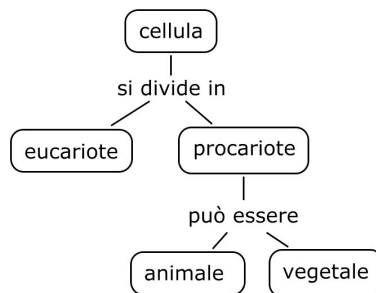 cellula
si divide in
eucariote
procariote
può essere
animale
vegetale